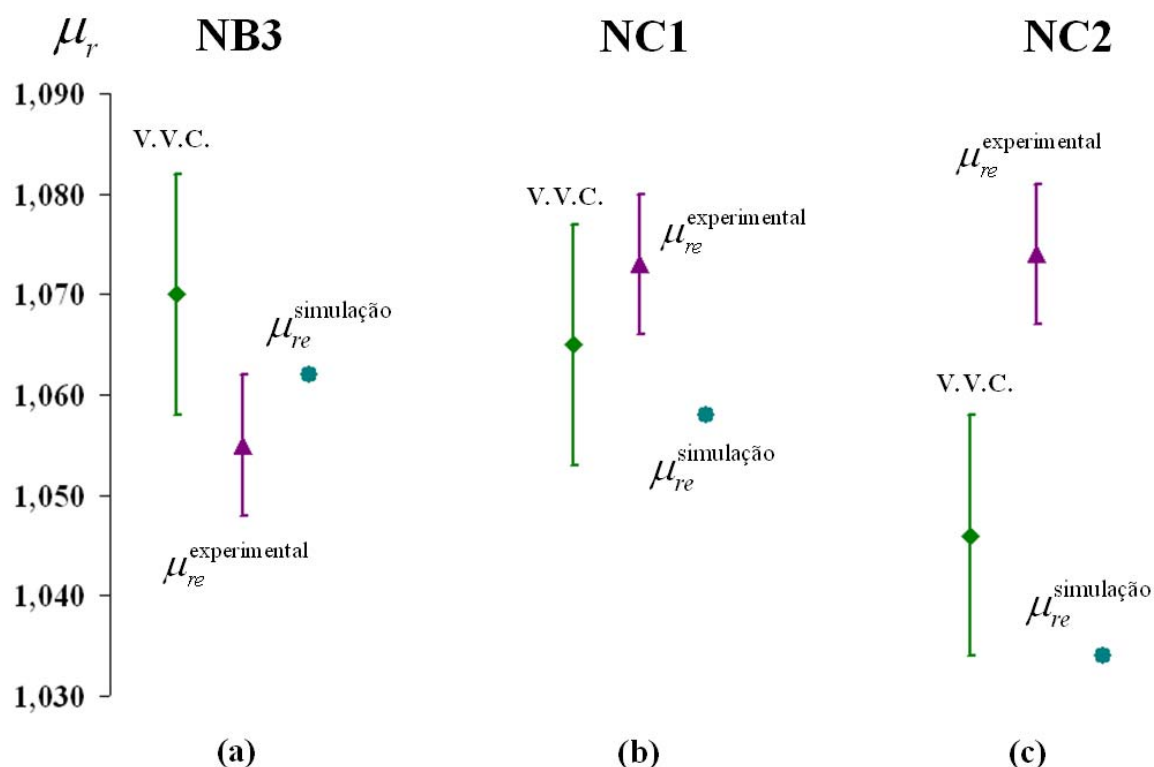 μr NB3 NC1 NC2
1,090
V.V.C.
μre experimental
1,080
V.V.C.
μre experimental
1,070
μre simulação
1,060
V.V.C.
μre simulação
1,050
μre experimental
1,040
μre simulação
1,030
(a) (b) (c)